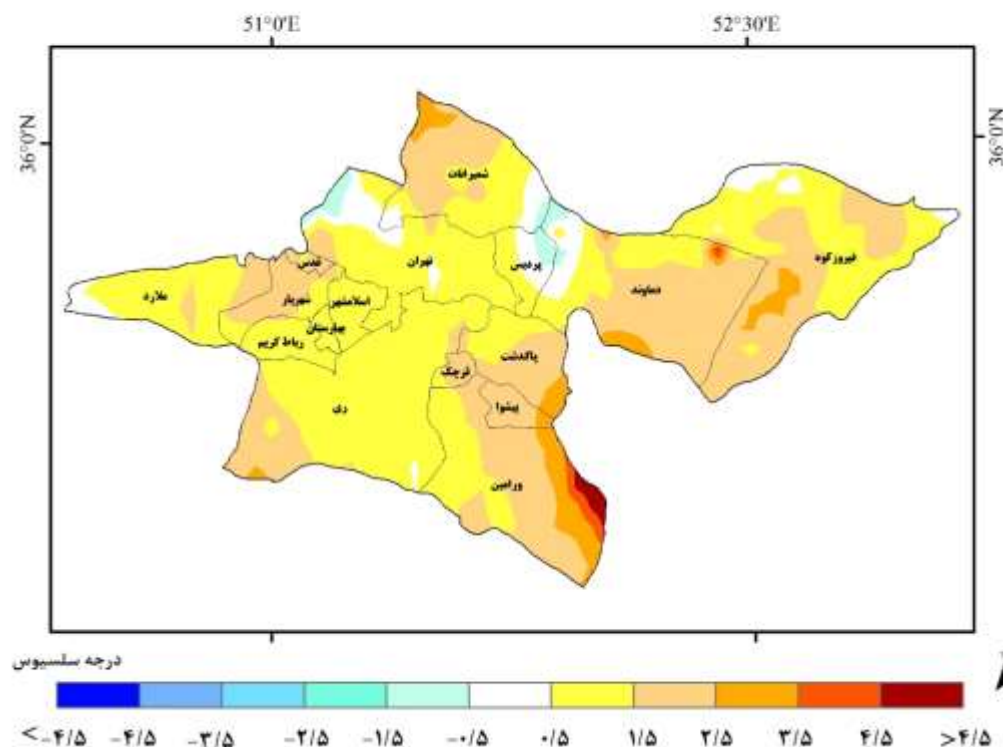 51°0'E 52°30'E
36°0'N 36°0'N
شمیرانات
تهران
پردیس
دماوند
فیروزکوه
قدس
ملارد
شهریار
اسلامشهر
بهارستان
رباط کریم
پاکدشت
قرچک
پیشوا
ری
ورامین
درجه سلسیوس
<-۴/۵ -۴/۵ -۳/۵ -۲/۵ -۱/۵ -۰/۵ ۰/۵ ۱/۵ ۲/۵ ۳/۵ ۴/۵ >۴/۵